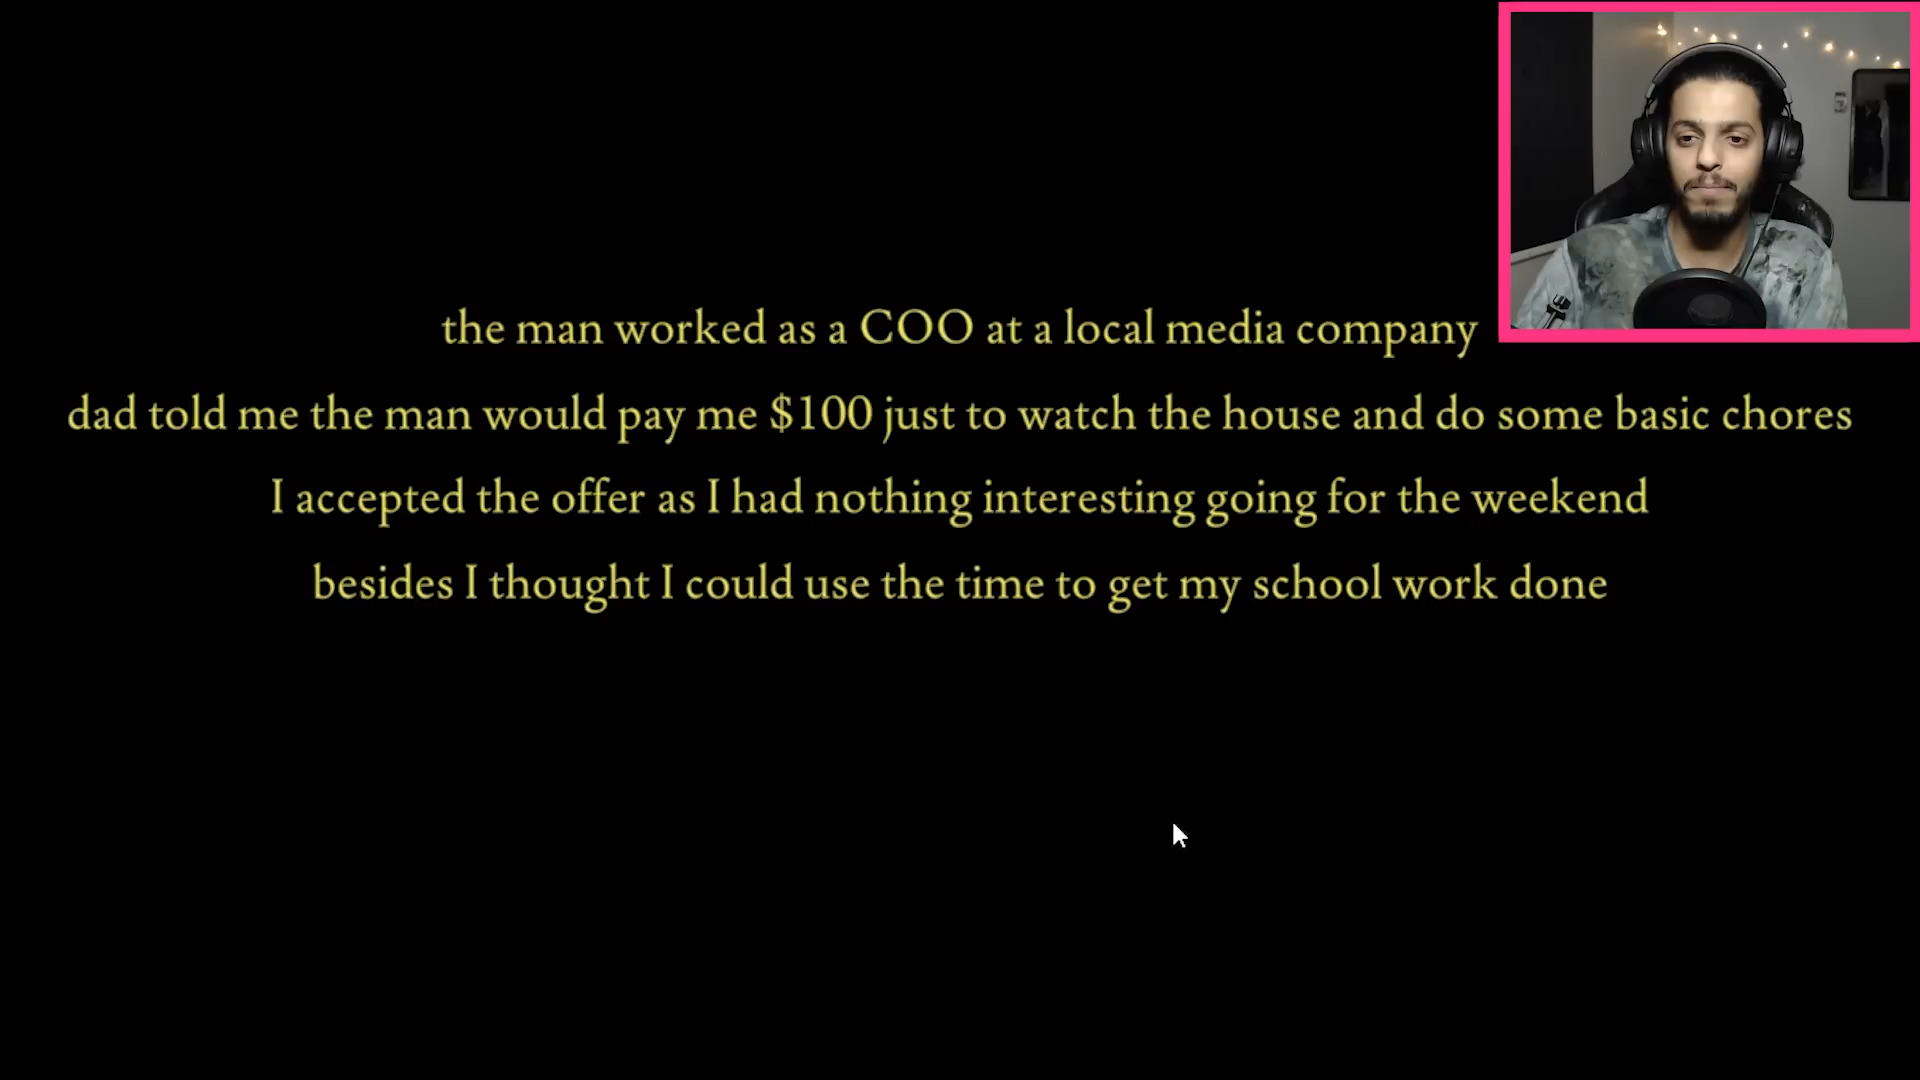 the man worked as a COO at a local media company
dad told me the man would pay me $100 just to watch the house and do some basic chores
I accepted the offer as I had nothing interesting going for the weekend
besides I thought I could use the time to get my school work done